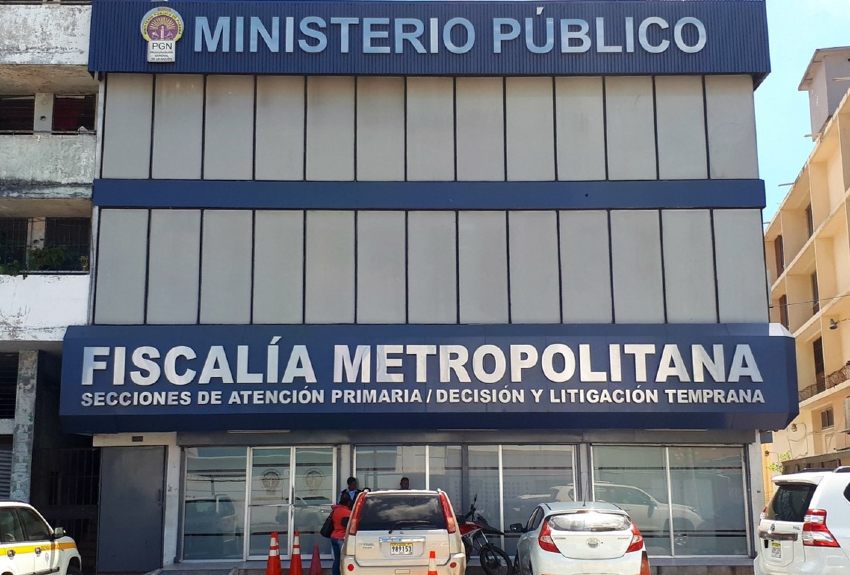 PGN
MINISTERIO PÚBLICO
FISCALÍA METROPOLITANA
SECCIONES DE ATENCIÓN PRIMARIA / DECISIÓN Y LITIGACIÓN TEMPRANA